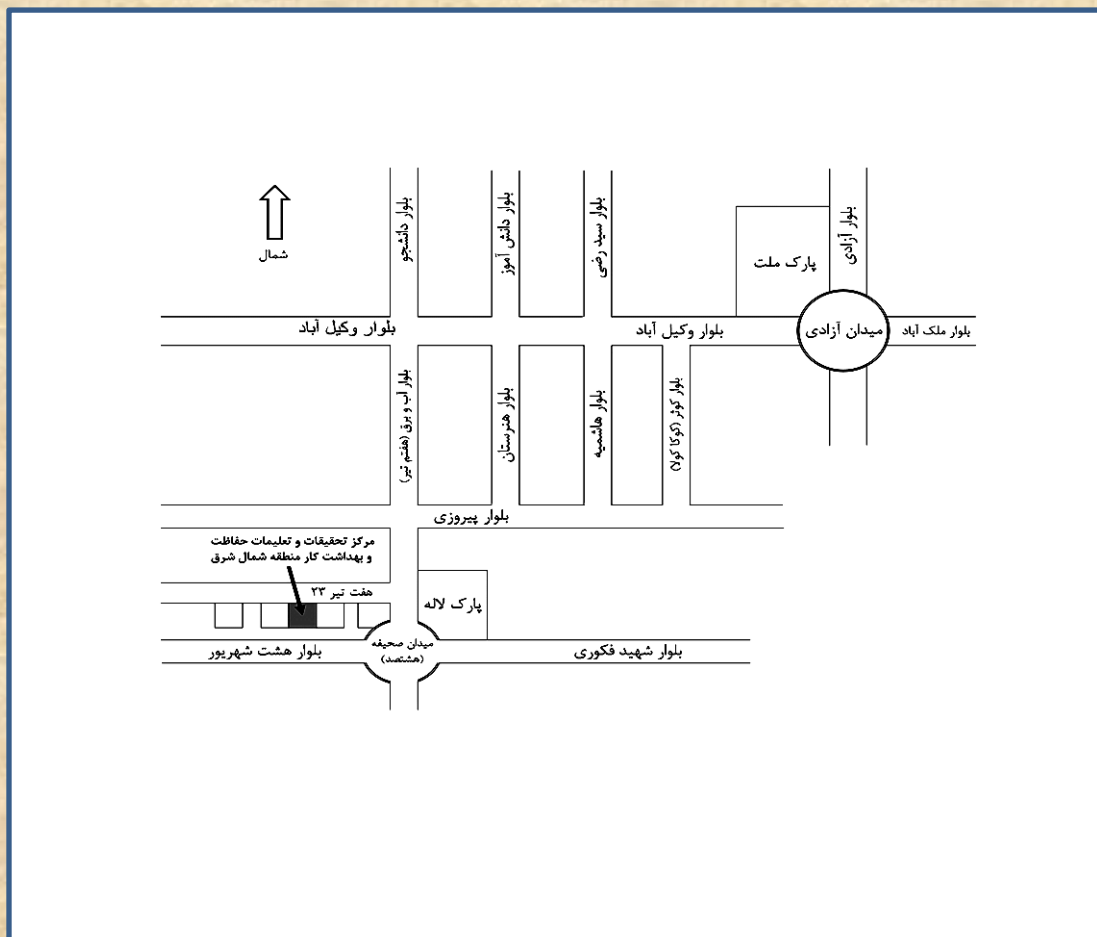 بلوار دانشجو
بلوار دانش آموز
بلوار سید رضی
بلوار آزادی
شمال
پارک ملت
بلوار وکیل آباد
بلوار وکیل آباد
میدان آزادی
بلوار ملک آباد
بلوار آب و برق (هفتم تیر)
بلوار هنرستان
بلوار هاشمیه
بلوار کوثر (کوکا کولا)
بلوار پیروزی
مرکز تحقیقات و تعلیمات حفاظت
و بهداشت کار منطقه شمال شرق
هفت تیر ۲۳
پارک لاله
میدان صحیفه
(هشتصد)
بلوار هشت شهریور
بلوار شهید فکوری